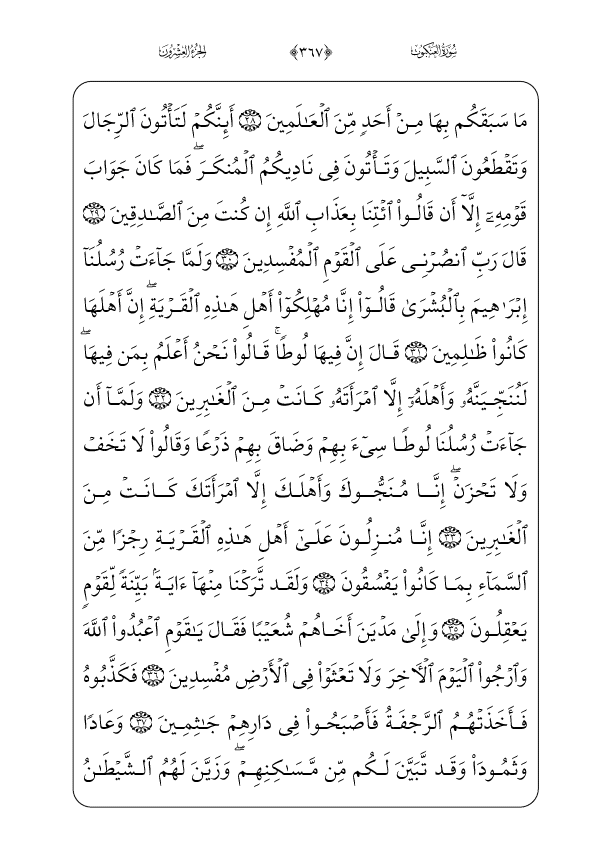 سُورَةُ العَنكَبُوت ﴿٣٦٧﴾ الجُزءُ العِشْرُونَ
مَا سَبَقَكُم بِهَا مِنۡ أَحَدٖ مِّنَ ٱلۡعَٰلَمِينَ ٢٨ أَئِنَّكُمۡ لَتَأۡتُونَ ٱلرِّجَالَ
وَتَقۡطَعُونَ ٱلسَّبِيلَ وَتَأۡتُونَ فِي نَادِيكُمُ ٱلۡمُنكَرَۖ فَمَا كَانَ جَوَابَ
قَوۡمِهِۦٓ إِلَّآ أَن قَالُواْ ٱئۡتِنَا بِعَذَابِ ٱللَّهِ إِن كُنتَ مِنَ ٱلصَّٰدِقِينَ ٢٩
قَالَ رَبِّ ٱنصُرۡنِي عَلَى ٱلۡقَوۡمِ ٱلۡمُفۡسِدِينَ ٣٠ وَلَمَّا جَآءَتۡ رُسُلُنَآ
إِبۡرَٰهِيمَ بِٱلۡبُشۡرَىٰ قَالُوٓاْ إِنَّا مُهۡلِكُوٓاْ أَهۡلِ هَٰذِهِ ٱلۡقَرۡيَةِۖ إِنَّ أَهۡلَهَا
كَانُواْ ظَٰلِمِينَ ٣١ قَالَ إِنَّ فِيهَا لُوطٗاۚ قَالُواْ نَحۡنُ أَعۡلَمُ بِمَن فِيهَاۖ
لَنُنَجِّيَنَّهُۥ وَأَهۡلَهُۥٓ إِلَّا ٱمۡرَأَتَهُۥ كَانَتۡ مِنَ ٱلۡغَٰبِرِينَ ٣٢ وَلَمَّآ أَن
جَآءَتۡ رُسُلُنَا لُوطٗا سِيٓءَ بِهِمۡ وَضَاقَ بِهِمۡ ذَرۡعٗا وَقَالُواْ لَا تَخَفۡ
وَلَا تَحۡزَنۡۖ إِنَّا مُنَجُّوكَ وَأَهۡلَكَ إِلَّا ٱمۡرَأَتَكَ كَانَتۡ مِنَ
ٱلۡغَٰبِرِينَ ٣٣ إِنَّا مُنزِلُونَ عَلَىٰٓ أَهۡلِ هَٰذِهِ ٱلۡقَرۡيَةِ رِجۡزٗا مِّنَ
ٱلسَّمَآءِ بِمَا كَانُواْ يَفۡسُقُونَ ٣٤ وَلَقَد تَّرَكۡنَا مِنۡهَآ ءَايَةَۢ بَيِّنَةٗ لِّقَوۡمٖ
يَعۡقِلُونَ ٣٥ وَإِلَىٰ مَدۡيَنَ أَخَاهُمۡ شُعَيۡبٗا فَقَالَ يَٰقَوۡمِ ٱعۡبُدُواْ ٱللَّهَ
وَٱرۡجُواْ ٱلۡيَوۡمَ ٱلۡأٓخِرَ وَلَا تَعۡثَوۡاْ فِي ٱلۡأَرۡضِ مُفۡسِدِينَ ٣٦ فَكَذَّبُوهُ
فَأَخَذَتۡهُمُ ٱلرَّجۡفَةُ فَأَصۡبَحُواْ فِي دَارِهِمۡ جَٰثِمِينَ ٣٧ وَعَادٗا
وَثَمُودَاْ وَقَد تَّبَيَّنَ لَكُم مِّن مَّسَٰكِنِهِمۡۖ وَزَيَّنَ لَهُمُ ٱلشَّيۡطَٰنُ